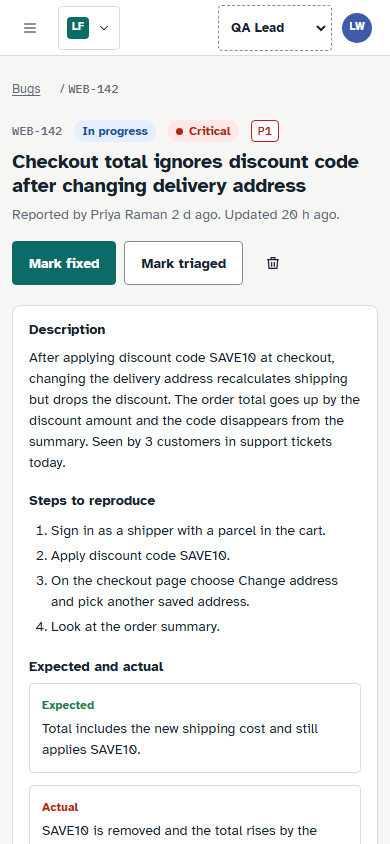 LF
QA Lead
LW
Bugs / WEB-142
WEB-142 In progress Critical P1
Checkout total ignores discount code
after changing delivery address
Reported by Priya Raman 2 d ago. Updated 20 h ago.
Mark fixed Mark triaged
Description
After applying discount code SAVE10 at checkout,
changing the delivery address recalculates shipping
but drops the discount. The order total goes up by the
discount amount and the code disappears from the
summary. Seen by 3 customers in support tickets
today.
Steps to reproduce
1. Sign in as a shipper with a parcel in the cart.
2. Apply discount code SAVE10.
3. On the checkout page choose Change address
and pick another saved address.
4. Look at the order summary.
Expected and actual
Expected
Total includes the new shipping cost and still
applies SAVE10.
Actual
SAVE10 is removed and the total rises by the